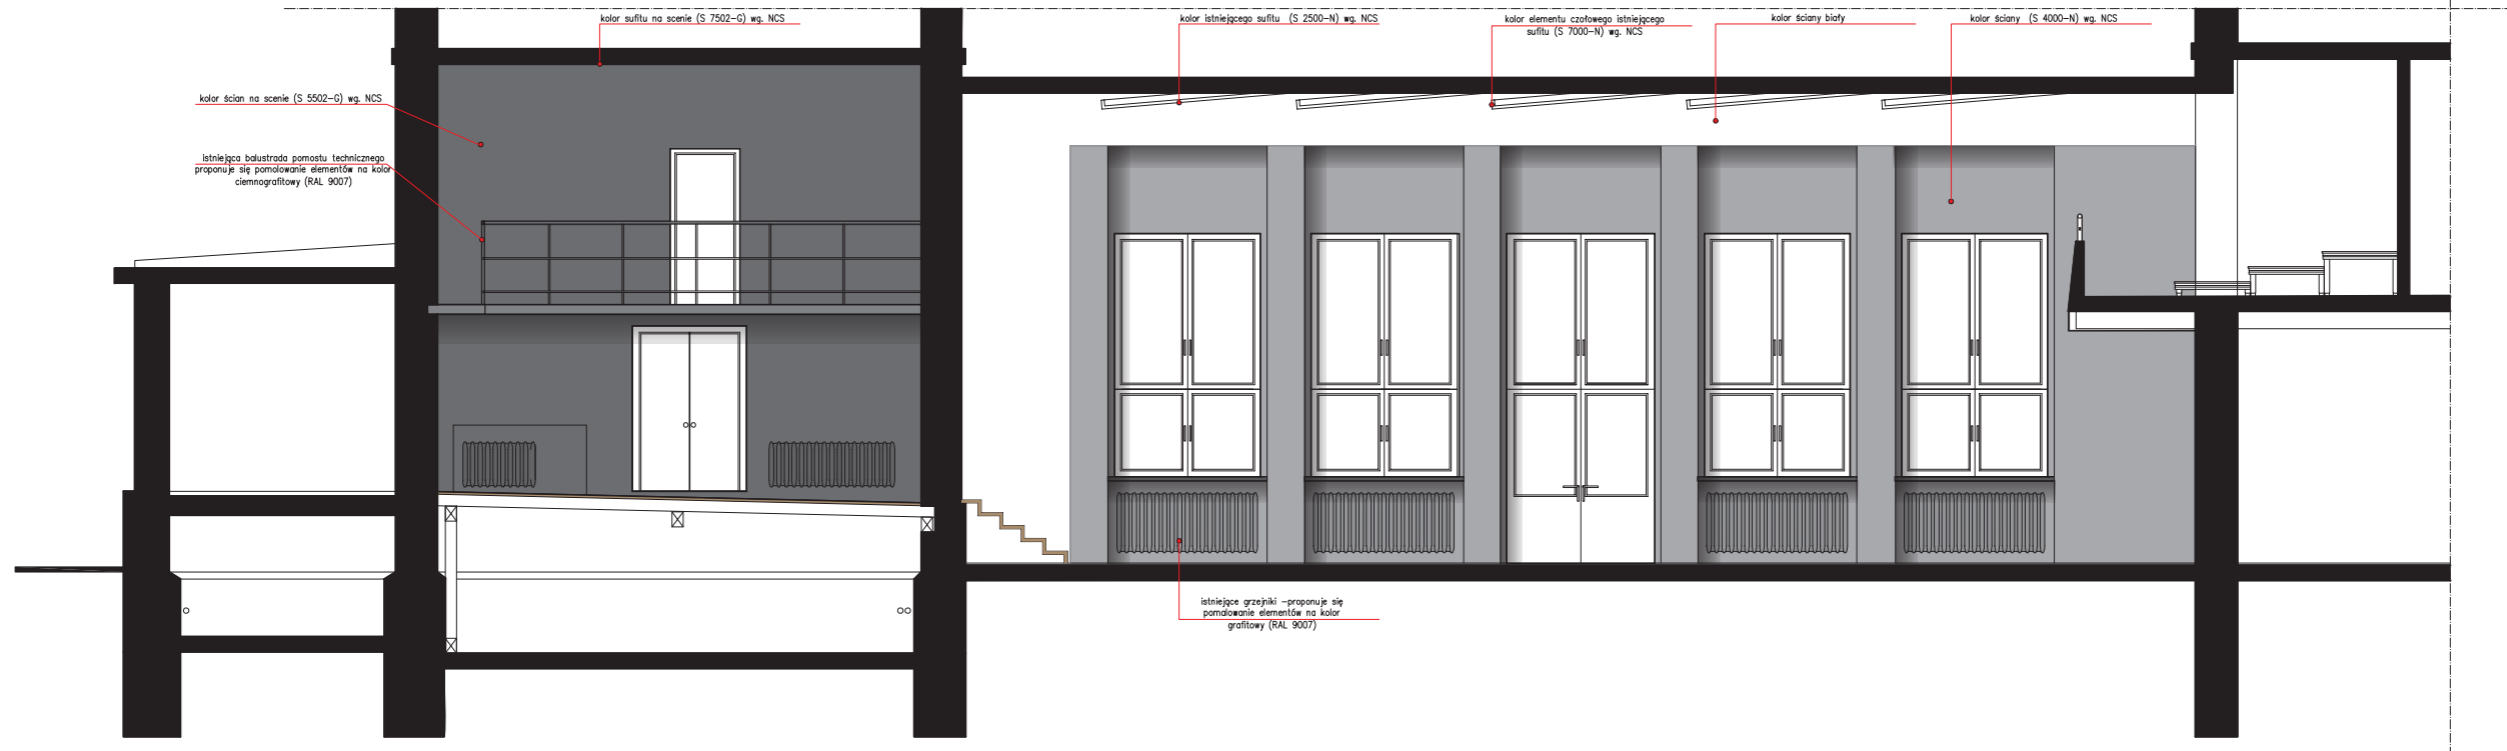 kolor sufitu na scenie (S 7502-G) wg. NCS
kolor istniejącego sufitu (S 2500-N) wg. NCS
kolor elementu czołowego istniejącego
sufitu (S 7000-N) wg. NCS
kolor ściany biały
kolor ściany (S 4000-N) wg. NCS
kolor ścian na scenie (S 5502-G) wg. NCS
istniejąca balustrada pomostu technicznego
proponuje się pomolowanie elementów na kolor
ciemnografitowy (RAL 9007)
istniejące grzejniki -proponuje się
pomalowanie elementów na kolor
grafitowy (RAL 9007)